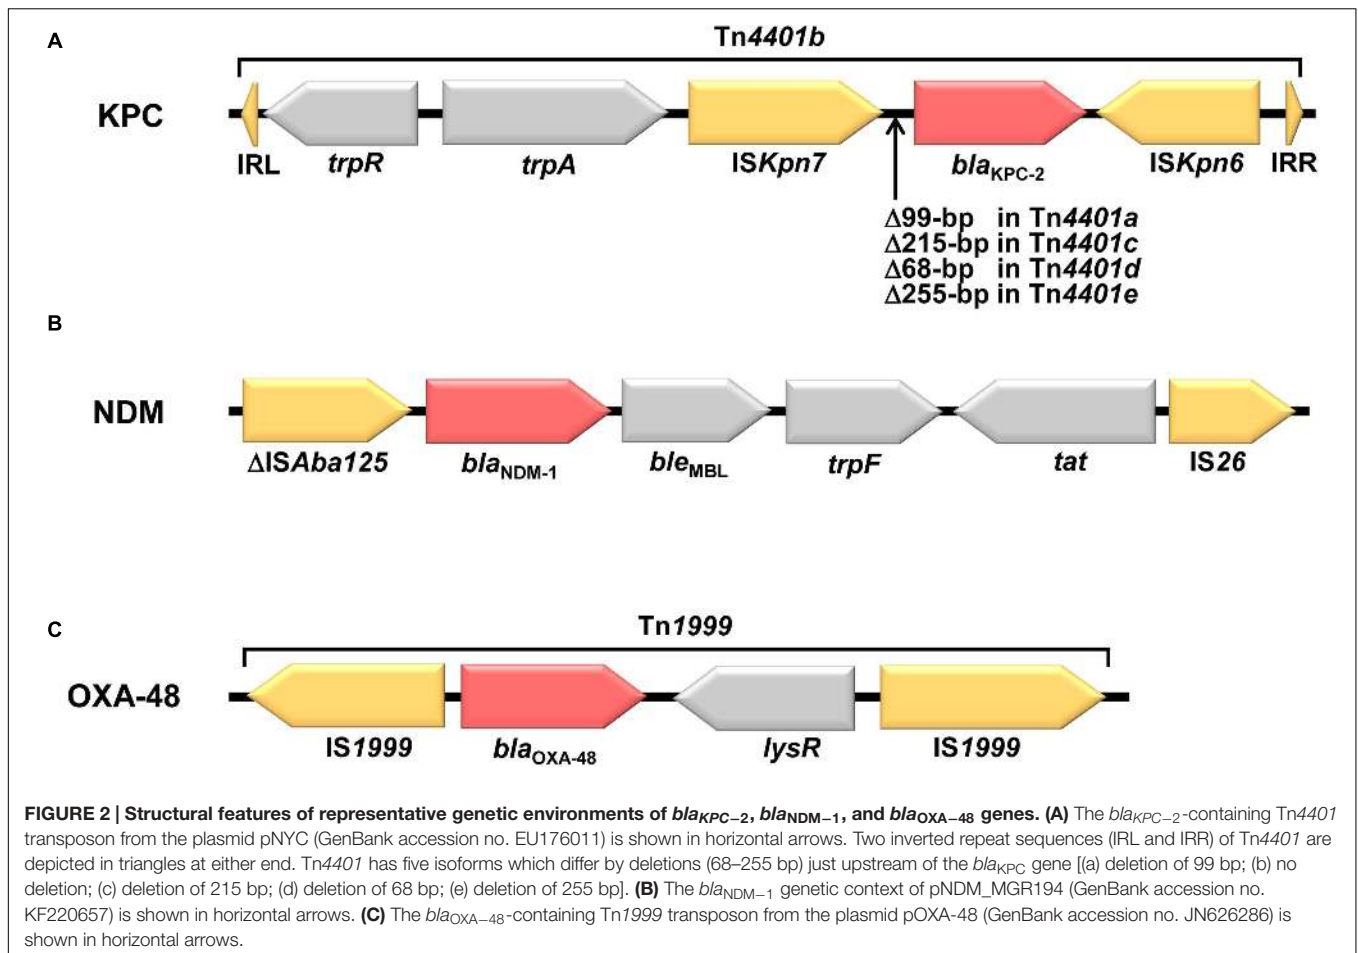 A
Tn4401b
KPC
IRL trpR trpA ISKpn7 blaKPC-2 ISKpn6 IRR
Δ99-bp in Tn4401a
Δ215-bp in Tn4401c
Δ68-bp in Tn4401d
Δ255-bp in Tn4401e
B
NDM
ΔISAba125 blaNDM-1 bleMBL trpF tat IS26
C
Tn1999
OXA-48
IS1999 blaOXA-48 lysR IS1999
FIGURE 2 | Structural features of representative genetic environments of blaKPC−2, blaNDM−1, and blaOXA−48 genes. (A) The blaKPC−2-containing Tn4401
transposon from the plasmid pNYC (GenBank accession no. EU176011) is shown in horizontal arrows. Two inverted repeat sequences (IRL and IRR) of Tn4401 are
depicted in triangles at either end. Tn4401 has five isoforms which differ by deletions (68–255 bp) just upstream of the blaKPC gene [(a) deletion of 99 bp; (b) no
deletion; (c) deletion of 215 bp; (d) deletion of 68 bp; (e) deletion of 255 bp]. (B) The blaNDM−1 genetic context of pNDM_MGR194 (GenBank accession no.
KF220657) is shown in horizontal arrows. (C) The blaOXA−48-containing Tn1999 transposon from the plasmid pOXA-48 (GenBank accession no. JN626286) is
shown in horizontal arrows.